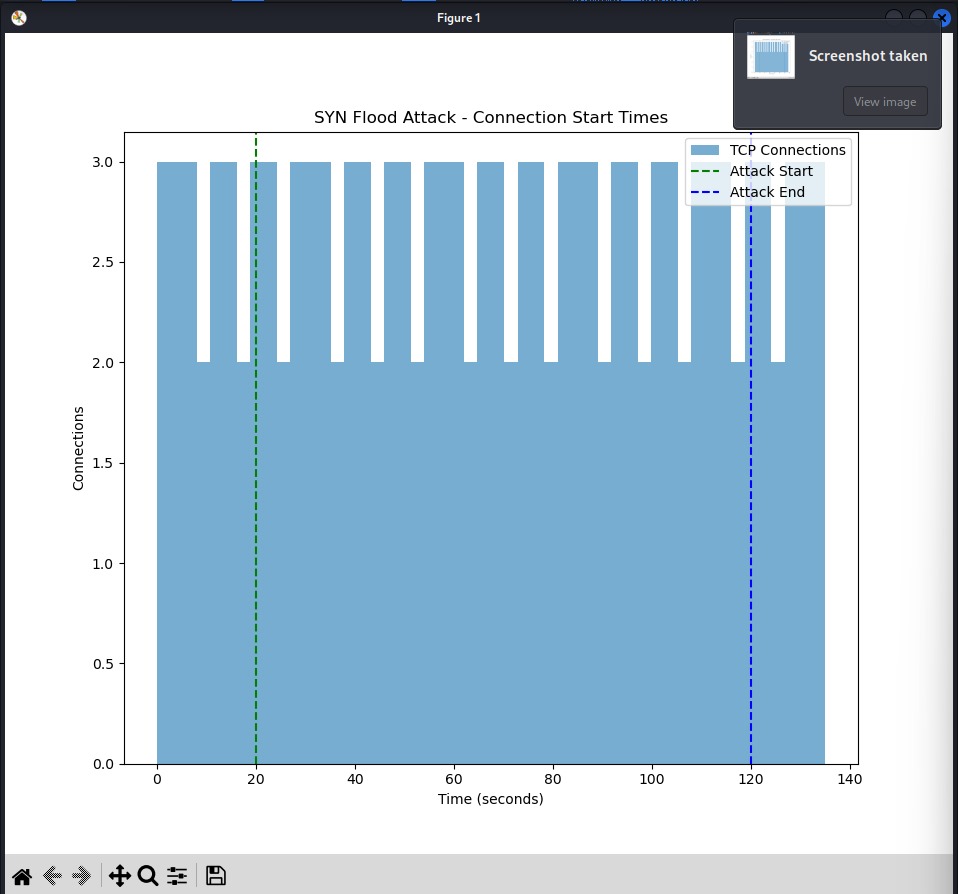 Figure 1
Screenshot taken
View image
SYN Flood Attack - Connection Start Times
TCP Connections
Attack Start
Attack End
3.0
2.5
2.0
1.5
1.0
0.5
0.0
Connections
0 20 40 60 80 100 120 140
Time (seconds)